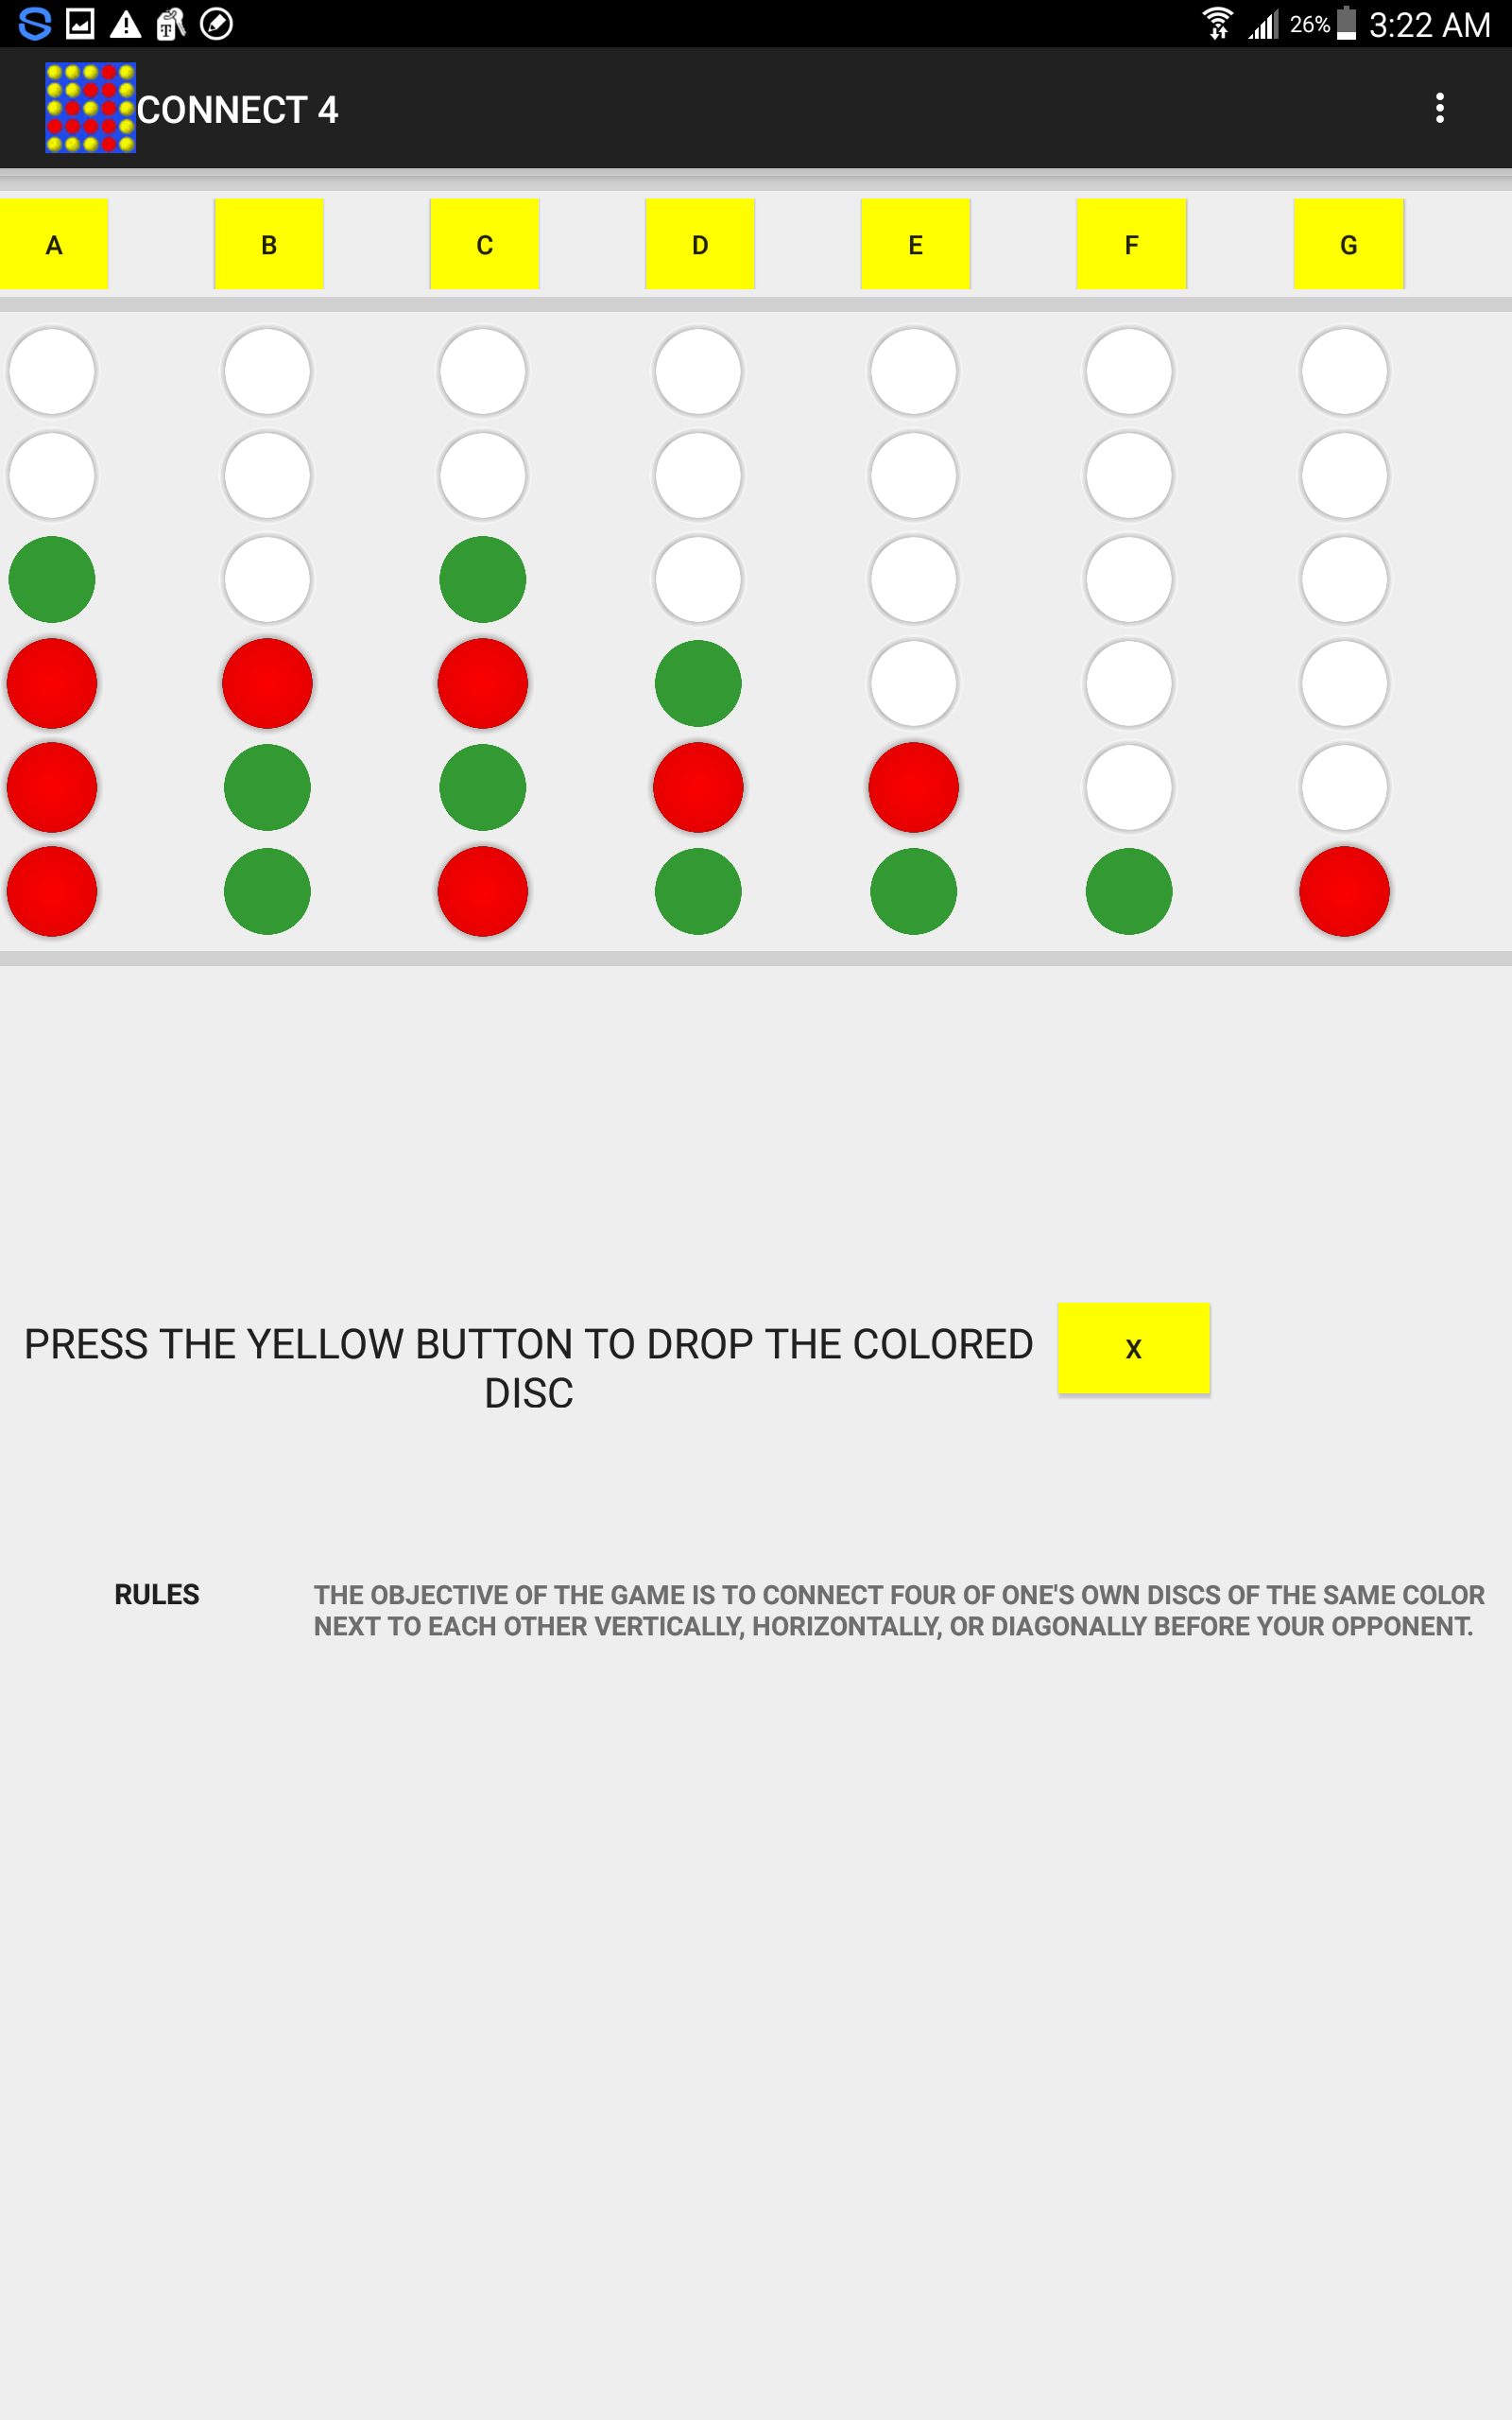 26% 3:22 AM
CONNECT 4
A B C D E F G
PRESS THE YELLOW BUTTON TO DROP THE COLORED
DISC
X
RULES
THE OBJECTIVE OF THE GAME IS TO CONNECT FOUR OF ONE'S OWN DISCS OF THE SAME COLOR
NEXT TO EACH OTHER VERTICALLY, HORIZONTALLY, OR DIAGONALLY BEFORE YOUR OPPONENT.